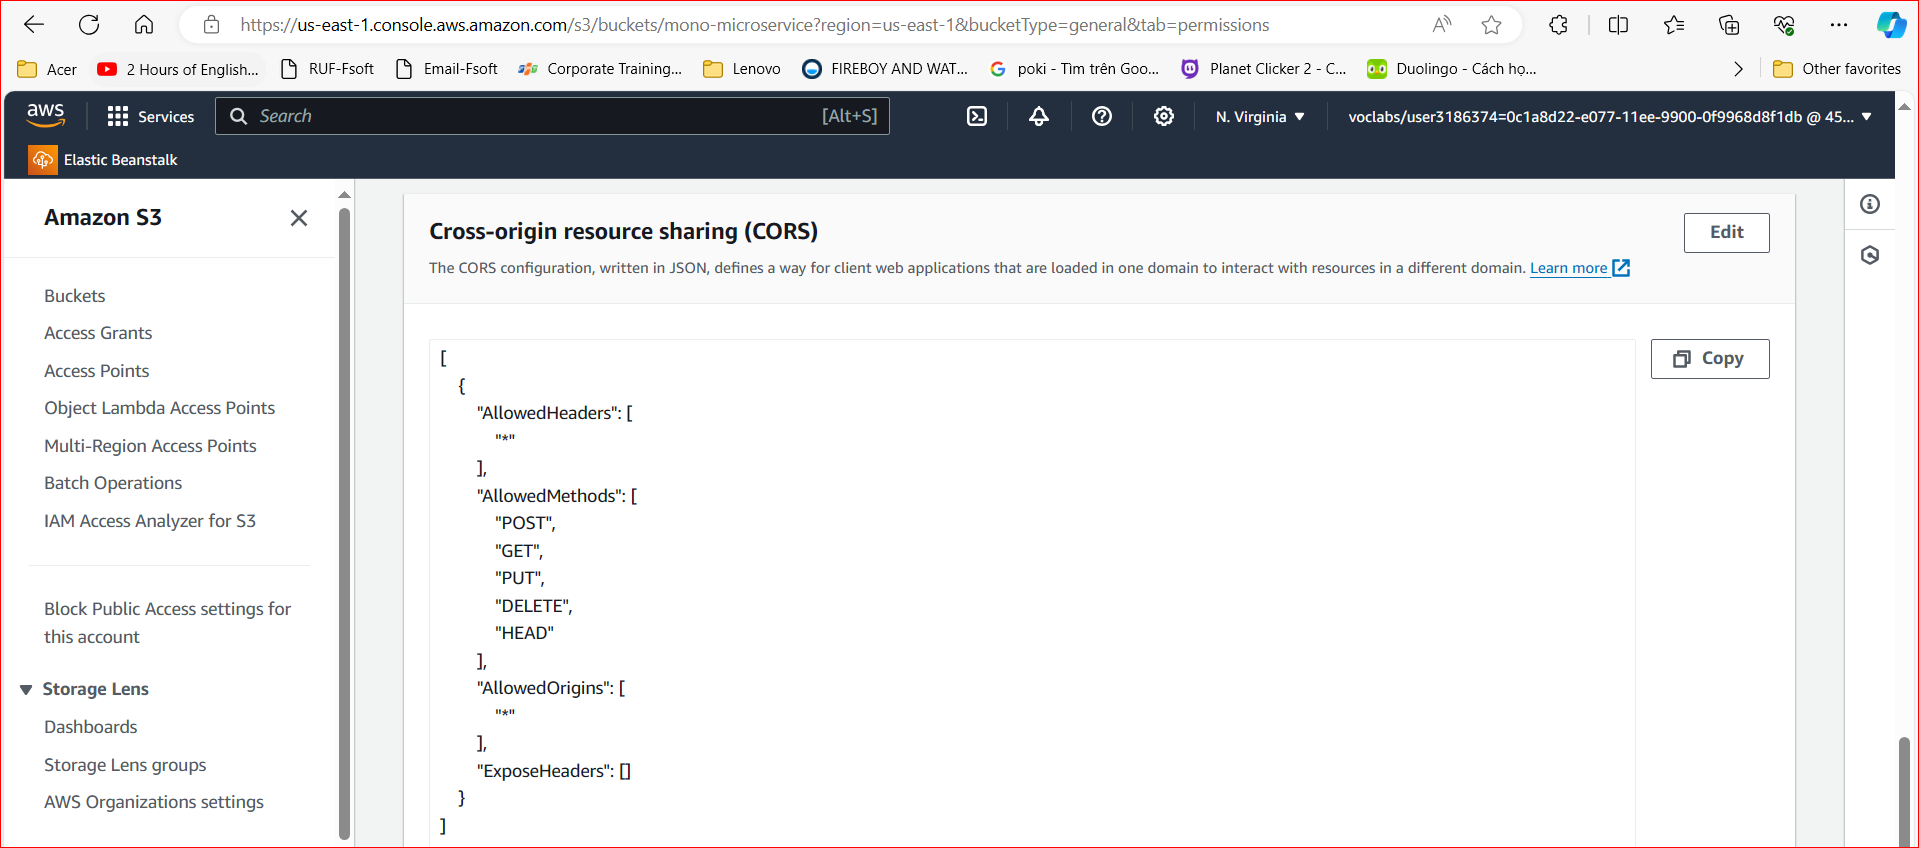 https://us-east-1.console.aws.amazon.com/s3/buckets/mono-microservice?region=us-east-1&bucketType=general&tab=permissions
Acer
2 Hours of English...
RUF-Fsoft
Email-Fsoft
Corporate Training...
Lenovo
FIREBOY AND WAT...
poki - Tìm trên Goo...
Planet Clicker 2 - C...
Duolingo - Cách họ...
Other favorites
aws
Services
Search
[Alt+S]
N. Virginia
voclabs/user3186374=0c1a8d22-e077-11ee-9900-0f9968d8f1db @ 45...
Elastic Beanstalk
Amazon S3
Buckets
Access Grants
Access Points
Object Lambda Access Points
Multi-Region Access Points
Batch Operations
IAM Access Analyzer for S3
Block Public Access settings for
this account
Storage Lens
Dashboards
Storage Lens groups
AWS Organizations settings
Cross-origin resource sharing (CORS)
Edit
The CORS configuration, written in JSON, defines a way for client web applications that are loaded in one domain to interact with resources in a different domain. Learn more
Copy
[
{
"AllowedHeaders": [
"*"
],
"AllowedMethods": [
"POST",
"GET",
"PUT",
"DELETE",
"HEAD"
],
"AllowedOrigins": [
"*"
],
"ExposeHeaders": []
}
]